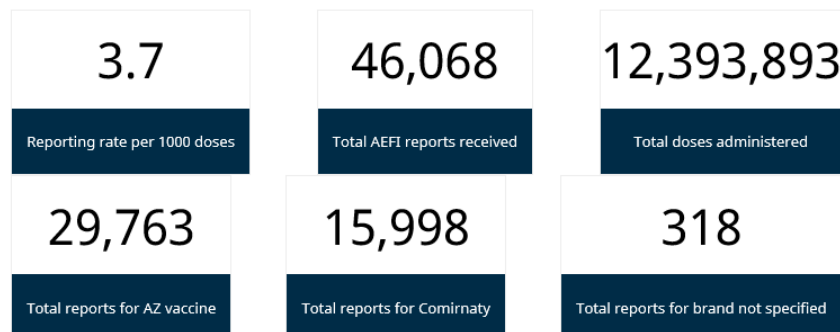 3.7
46,068
12,393,893
Reporting rate per 1000 doses
Total AEFI reports received
Total doses administered
29,763
15,998
318
Total reports for AZ vaccine
Total reports for Comirnaty
Total reports for brand not specified